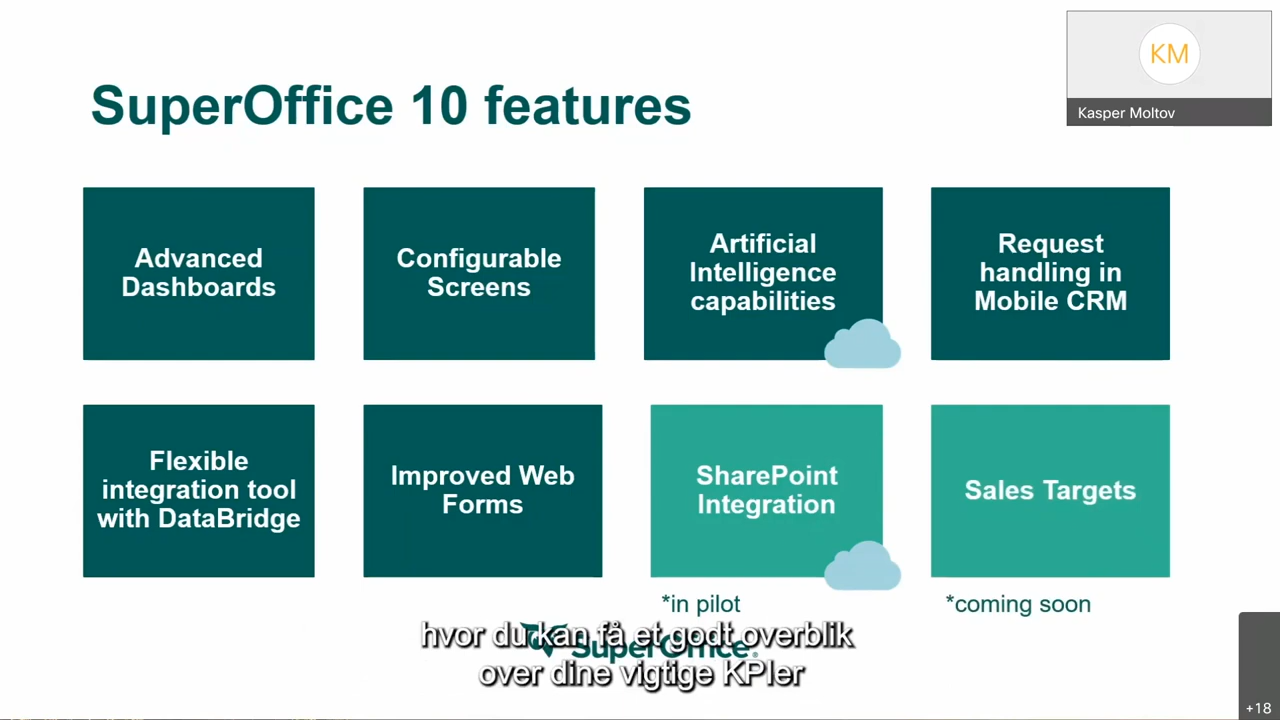 KM
Kasper Moltov
SuperOffice 10 features
Advanced
Dashboards
Configurable
Screens
Artificial
Intelligence
capabilities
Request
handling in
Mobile CRM
Flexible
integration tool
with DataBridge
Improved Web
Forms
SharePoint
Integration
Sales Targets
*in pilot
*coming soon
SuperOffice®
hvor du kan få et godt overblik
over dine vigtige KPIer
+18